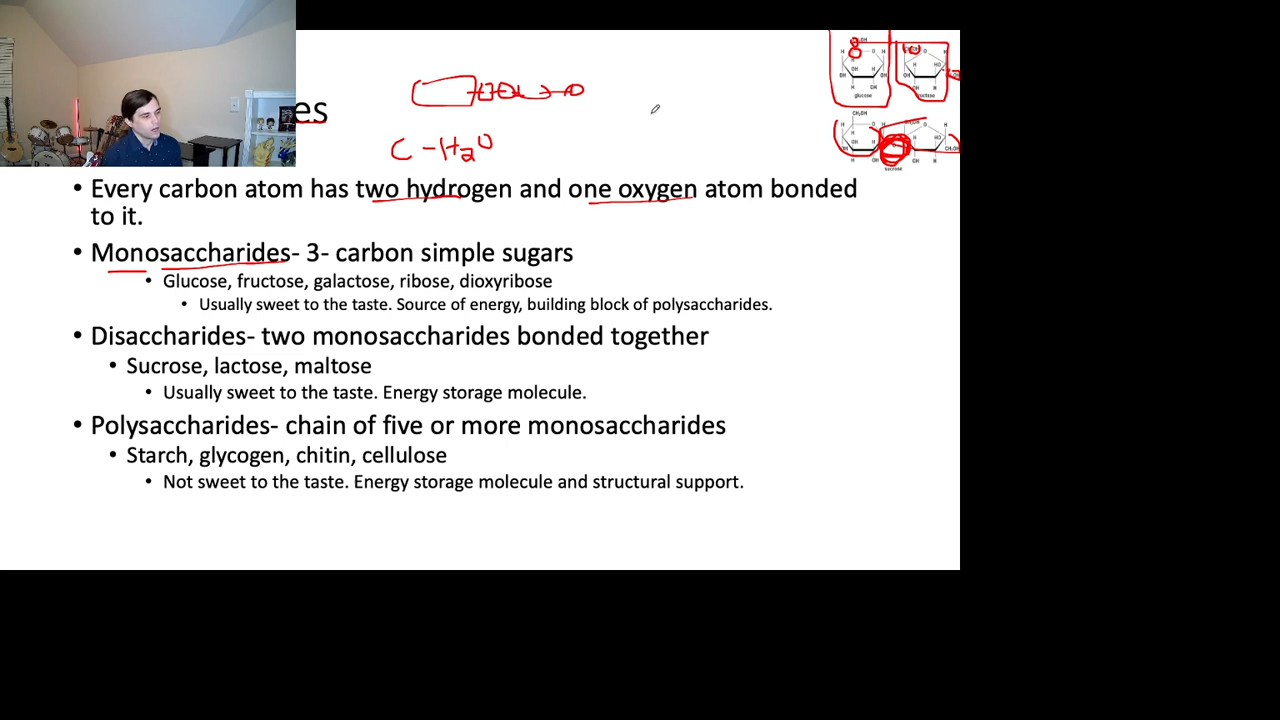 es
C-H₂O
• Every carbon atom has two hydrogen and one oxygen atom bonded
to it.
• Monosaccharides- 3- carbon simple sugars
• Glucose, fructose, galactose, ribose, dioxyribose
• Usually sweet to the taste. Source of energy, building block of polysaccharides.
• Disaccharides- two monosaccharides bonded together
• Sucrose, lactose, maltose
• Usually sweet to the taste. Energy storage molecule.
• Polysaccharides- chain of five or more monosaccharides
• Starch, glycogen, chitin, cellulose
• Not sweet to the taste. Energy storage molecule and structural support.
glucose
fructose
sucrose